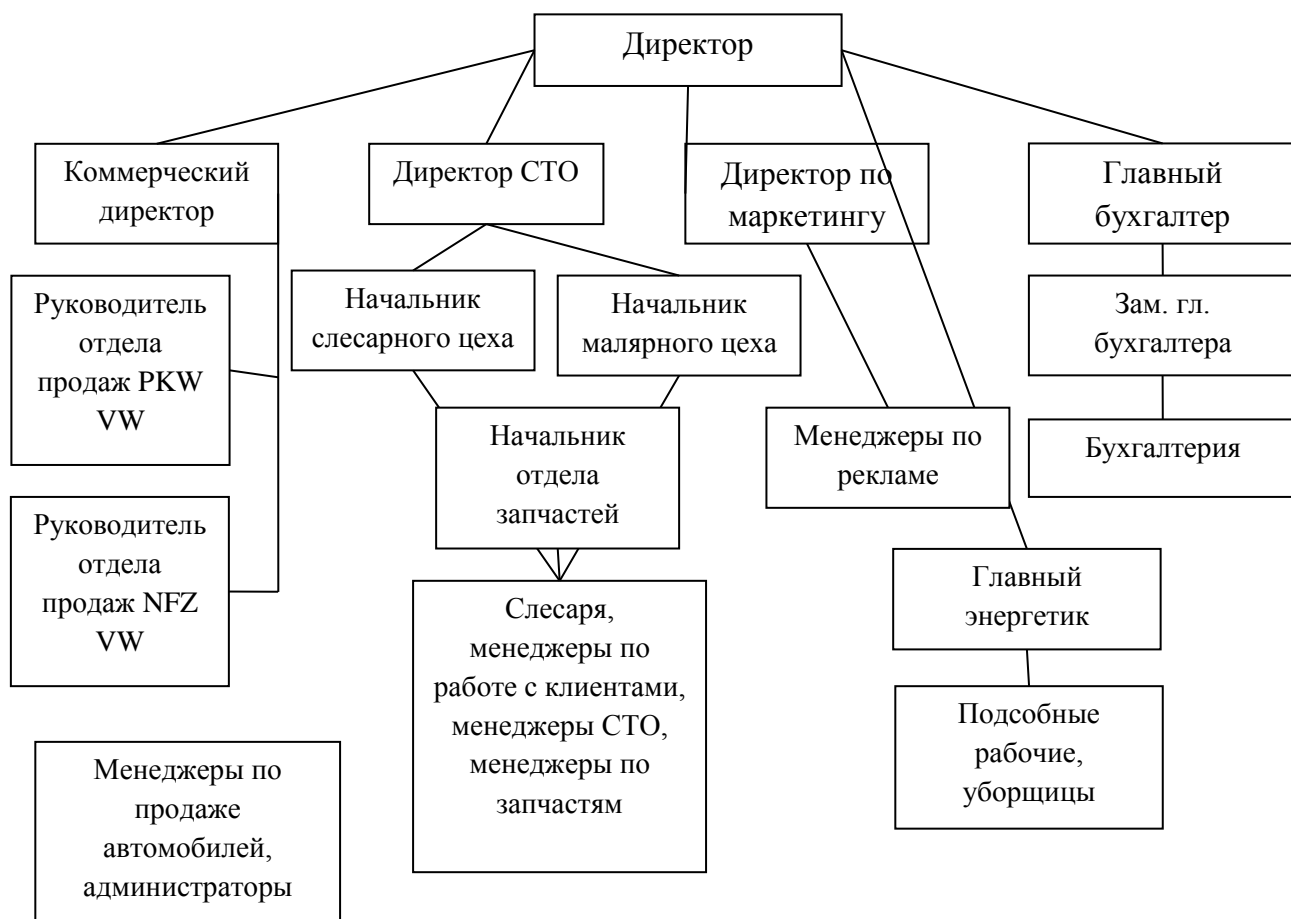 Директор
Коммерческий
директор
Директор СТО
Директор по
маркетингу
Главный
бухгалтер
Руководитель
отдела
продаж PKW
VW
Начальник
слесарного цеха
Начальник
малярного цеха
Зам. гл.
бухгалтера
Начальник
отдела
запчастей
Менеджеры по
рекламе
Бухгалтерия
Руководитель
отдела
продаж NFZ
VW
Главный
энергетик
Слесаря,
менеджеры по
работе с клиентами,
менеджеры СТО,
менеджеры по
запчастям
Подсобные
рабочие,
уборщицы
Менеджеры по
продаже
автомобилей,
администраторы